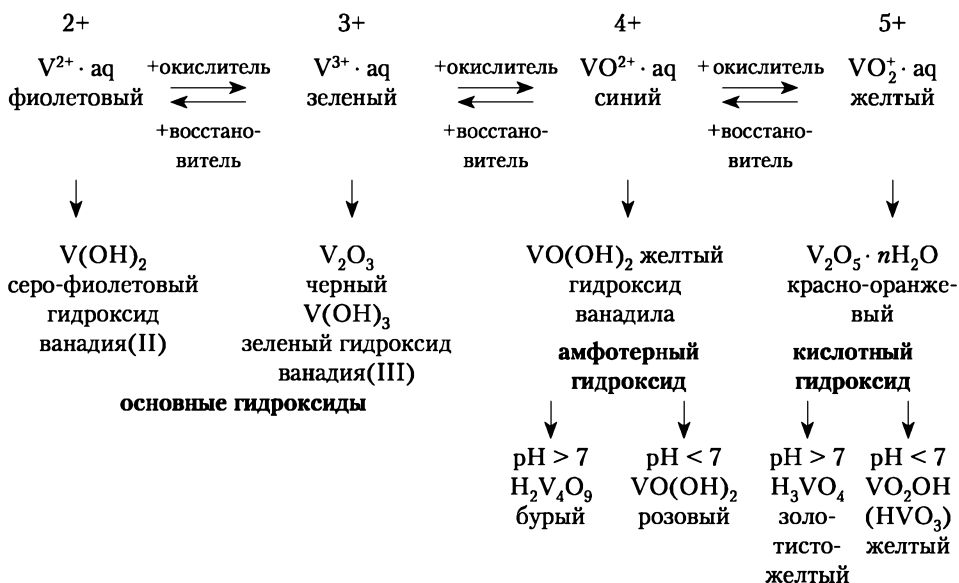 2+ 3+ 4+ 5+
V²⁺ · aq +окислитель V³⁺ · aq +окислитель VO²⁺ · aq + окислитель VO₂⁺ · aq
фиолетовый зеленый синий желтый
+восстано- +восстано- +восстано-
витель витель витель
V(OH)₂ V₂O₃ VO(OH)₂ желтый V₂O₅ · nH₂O
серо-фиолетовый черный гидроксид красно-оранже-
гидроксид V(OH)₃ ванадила вый
ванадия(II) зеленый гидроксид амфотерный кислотный
ванадия(III) гидроксид гидроксид
основные гидроксиды
pH > 7 pH < 7 pH > 7 pH < 7
H₂V₄O₉ VO(OH)₂ H₃VO₄ VO₂OH
бурый розовый золо- (HVO₃)
тисто- желтый
желтый